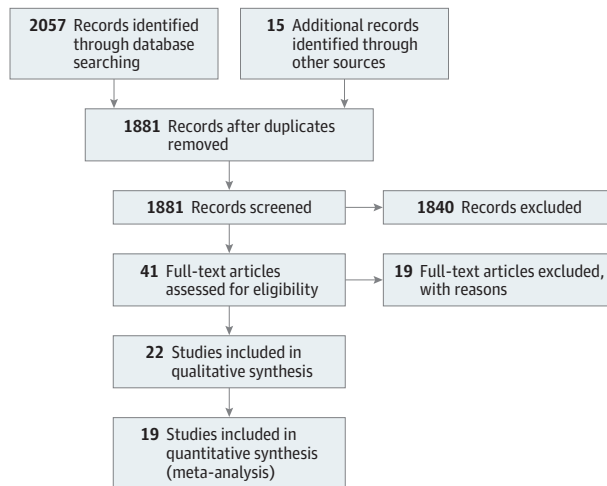 2057 Records identified
through database
searching
15 Additional records
identified through
other sources
1881 Records after duplicates
removed
1881 Records screened
1840 Records excluded
41 Full-text articles
assessed for eligibility
19 Full-text articles excluded,
with reasons
22 Studies included in
qualitative synthesis
19 Studies included in
quantitative synthesis
(meta-analysis)